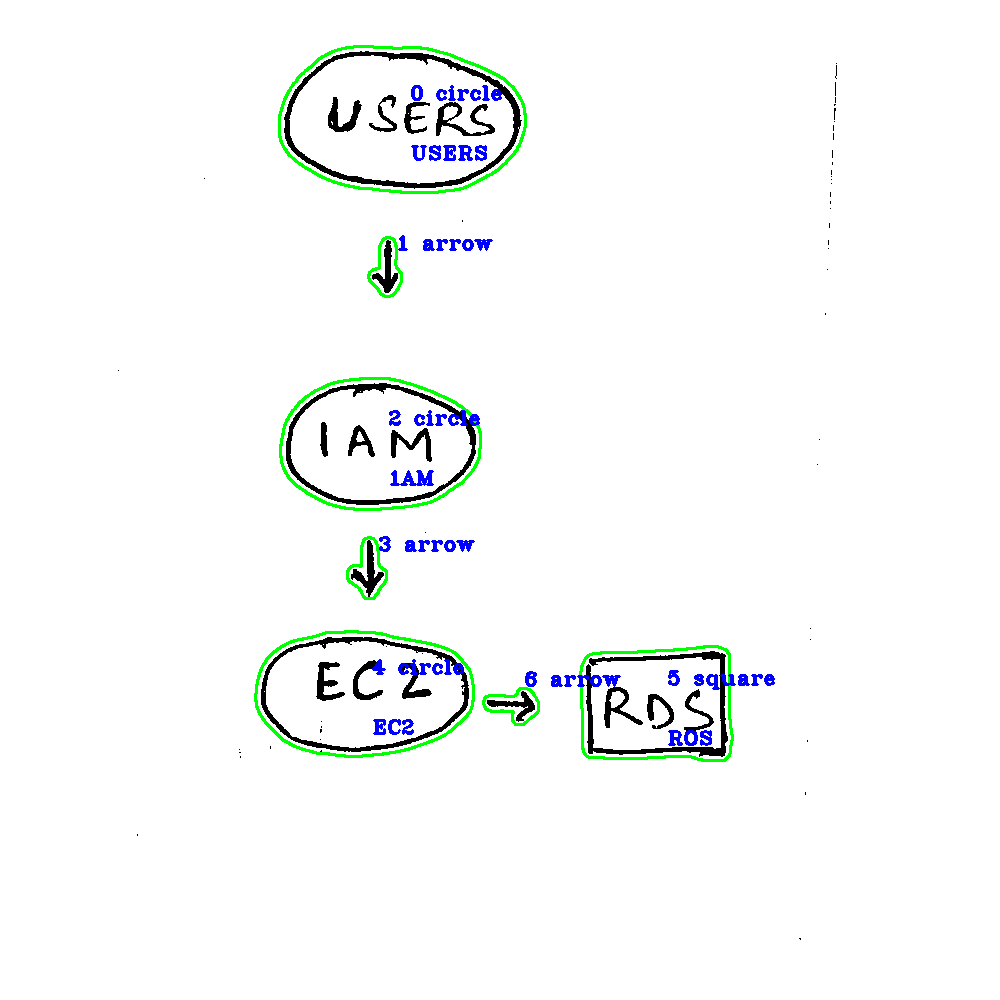 0 circle
USERS
USERS
1 arrow
2 circle
IAM
1AM
3 arrow
4 circle
EC2
EC2
6 arrow
5 square
RDS
ROS